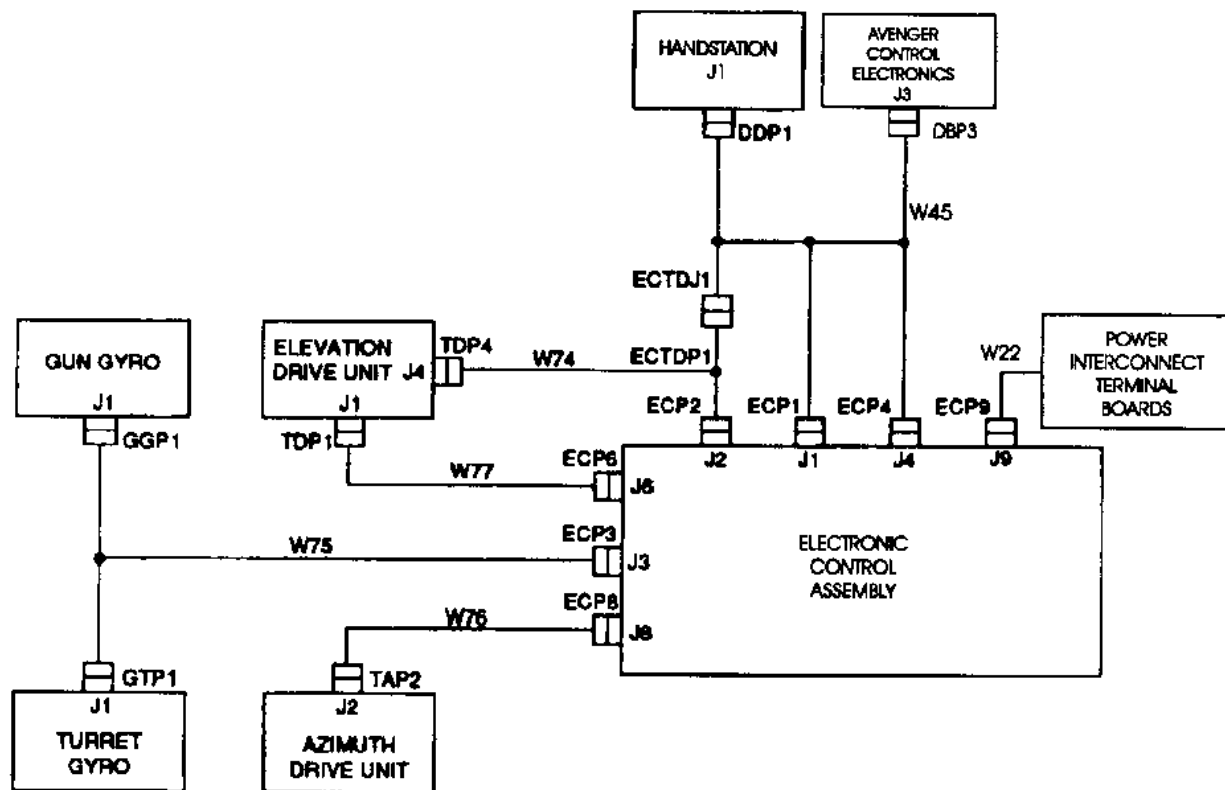 HANDSTATION
J1
AVENGER
CONTROL
ELECTRONICS
J3
DDP1
DBP3
W45
ECTDJ1
GUN GYRO
J1
GGP1
ELEVATION
DRIVE UNIT
J4
J1
TDP4
TDP1
W74
ECTDP1
W22
POWER
INTERCONNECT
TERMINAL
BOARDS
ECP2
ECP1
ECP4
ECP9
J2
J1
J4
J9
W77
ECP6
J6
W75
ECP3
J3
ELECTRONIC
CONTROL
ASSEMBLY
W76
ECP8
J8
GTP1
J1
TURRET
GYRO
TAP2
J2
AZIMUTH
DRIVE UNIT